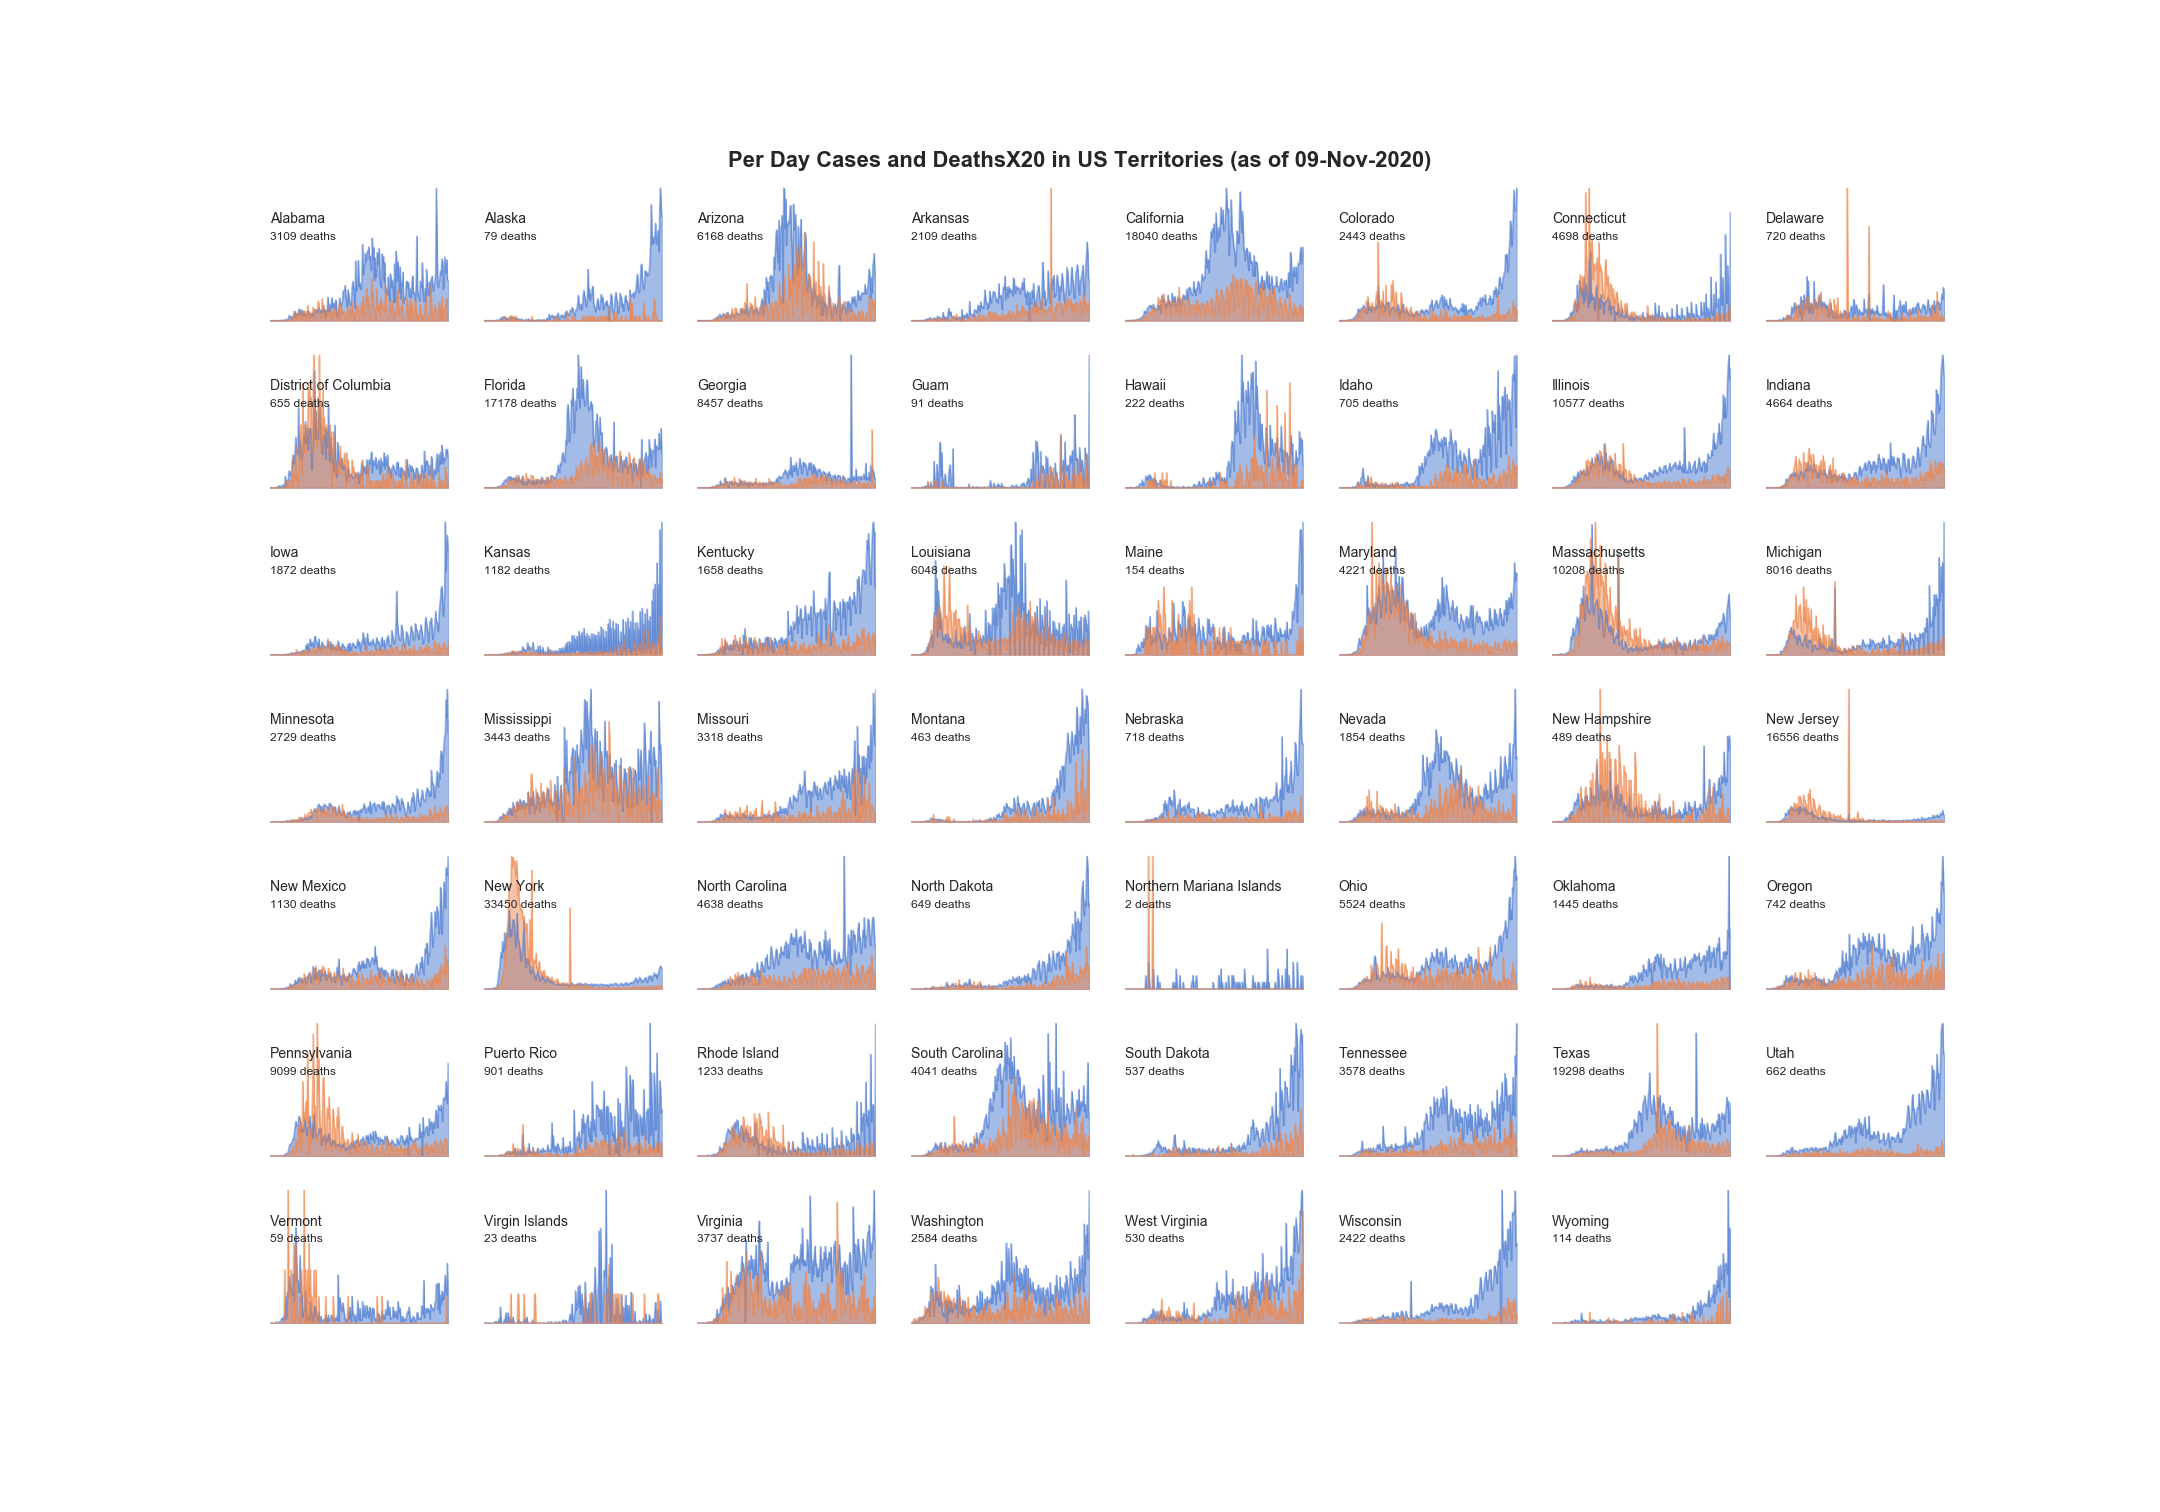 Per Day Cases and DeathsX20 in US Territories (as of 09-Nov-2020)
Alabama
3109 deaths
Alaska
79 deaths
Arizona
6168 deaths
Arkansas
2109 deaths
California
18040 deaths
Colorado
2443 deaths
Connecticut
4698 deaths
Delaware
720 deaths
District of Columbia
655 deaths
Florida
17178 deaths
Georgia
8457 deaths
Guam
91 deaths
Hawaii
222 deaths
Idaho
705 deaths
Illinois
10577 deaths
Indiana
4664 deaths
Iowa
1872 deaths
Kansas
1182 deaths
Kentucky
1658 deaths
Louisiana
6048 deaths
Maine
154 deaths
Maryland
4221 deaths
Massachusetts
10208 deaths
Michigan
8016 deaths
Minnesota
2729 deaths
Mississippi
3443 deaths
Missouri
3318 deaths
Montana
463 deaths
Nebraska
718 deaths
Nevada
1854 deaths
New Hampshire
489 deaths
New Jersey
16556 deaths
New Mexico
1130 deaths
New York
33450 deaths
North Carolina
4638 deaths
North Dakota
649 deaths
Northern Mariana Islands
2 deaths
Ohio
5524 deaths
Oklahoma
1445 deaths
Oregon
742 deaths
Pennsylvania
9099 deaths
Puerto Rico
901 deaths
Rhode Island
1233 deaths
South Carolina
4041 deaths
South Dakota
537 deaths
Tennessee
3578 deaths
Texas
19298 deaths
Utah
662 deaths
Vermont
59 deaths
Virgin Islands
23 deaths
Virginia
3737 deaths
Washington
2584 deaths
West Virginia
530 deaths
Wisconsin
2422 deaths
Wyoming
114 deaths